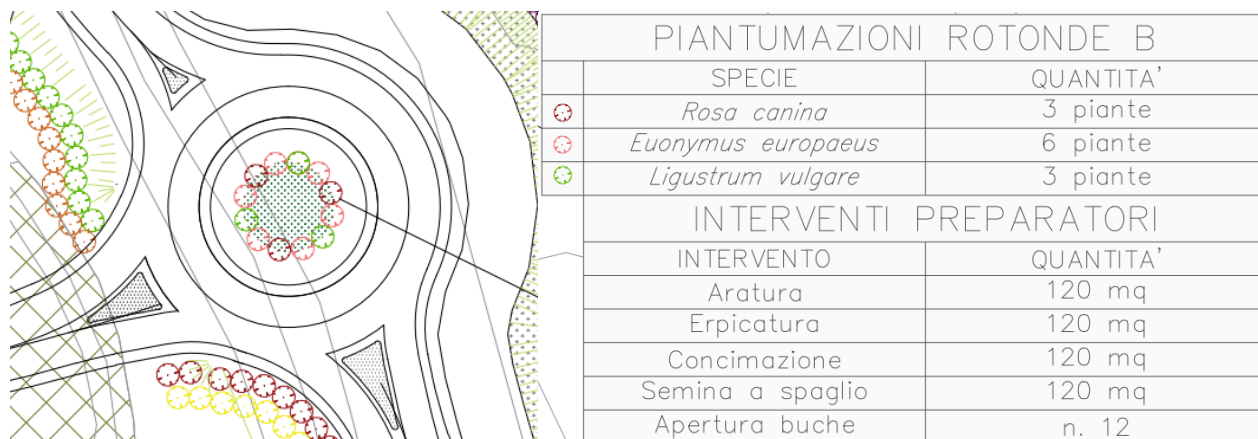 PIANTUMAZIONI ROTONDE B
SPECIE QUANTITA'
Rosa canina 3 piante
Euonymus europaeus 6 piante
Ligustrum vulgare 3 piante
INTERVENTI PREPARATORI
INTERVENTO QUANTITA'
Aratura 120 mq
Erpicatura 120 mq
Concimazione 120 mq
Semina a spaglio 120 mq
Apertura buche n. 12